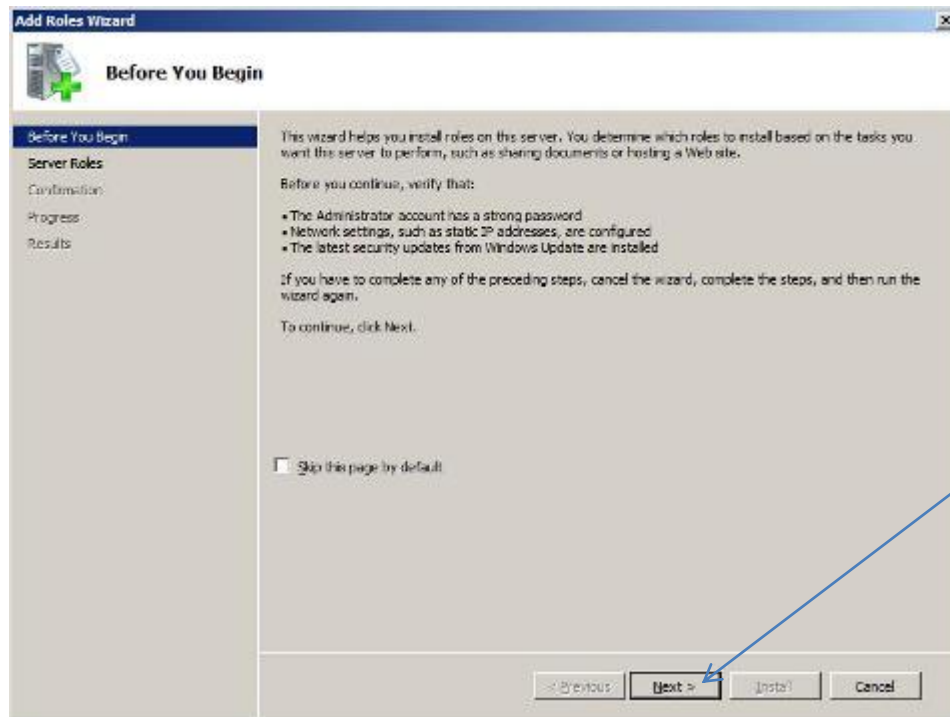 Add Roles Wizard
Before You Begin
Before You Begin
Server Roles
Confirmation
Progress
Results
This wizard helps you install roles on this server. You determine which roles to install based on the tasks you
want this server to perform, such as sharing documents or hosting a Web site.
Before you continue, verify that:
• The Administrator account has a strong password
• Network settings, such as static IP addresses, are configured
• The latest security updates from Windows Update are installed
If you have to complete any of the preceding steps, cancel the wizard, complete the steps, and then run the
wizard again.
To continue, click Next.
Skip this page by default
< Previous Next > Install Cancel